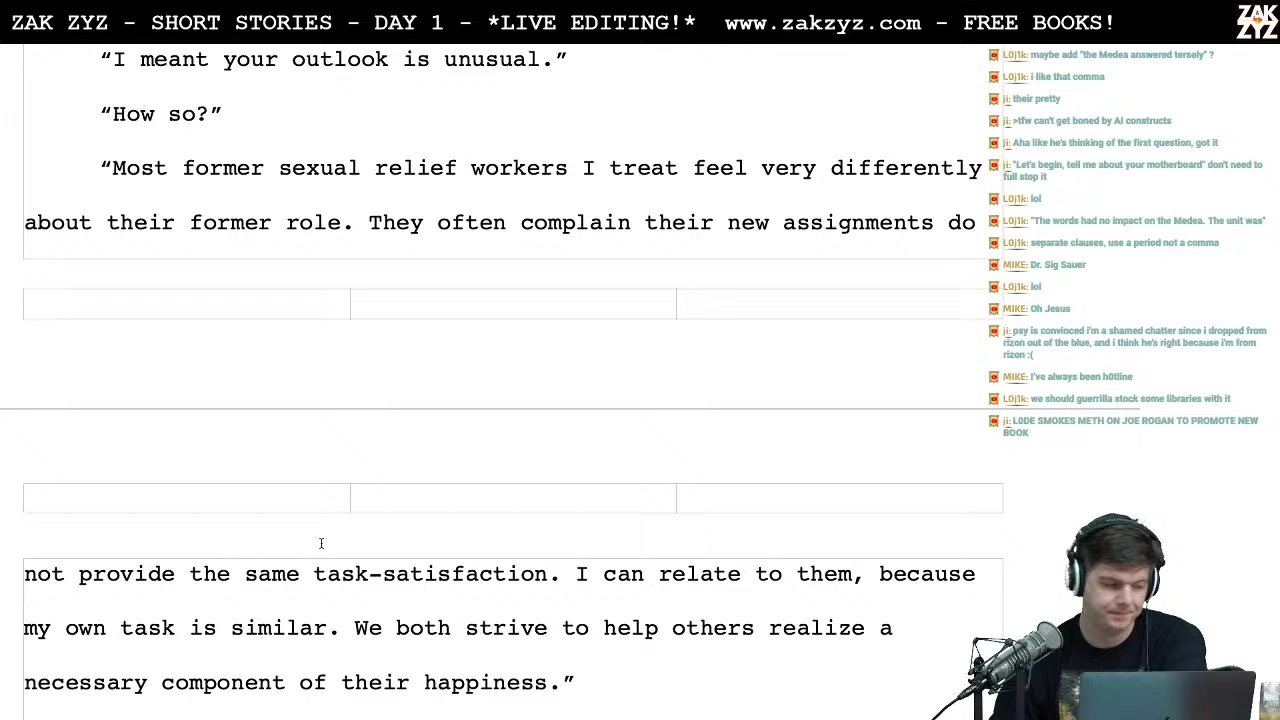 ZAK ZYZ - SHORT STORIES - DAY 1 - *LIVE EDITING!* www.zakzyz.com - FREE BOOKS!
ZAK
ZYZ
“I meant your outlook is unusual.”
“How so?”
“Most former sexual relief workers I treat feel very differently
about their former role. They often complain their new assignments do
not provide the same task-satisfaction. I can relate to them, because
my own task is similar. We both strive to help others realize a
necessary component of their happiness.”
L0j1k: maybe add "the Medea answered tersely" ?
L0j1k: i like that comma
ji: their pretty
ji: >tfw can't get boned by AI constructs
ji: Aha like he's thinking of the first question, got it
ji: "Let's begin, tell me about your motherboard" don't need to
full stop it
L0j1k: lol
L0j1k: "The words had no impact on the Medea. The unit was"
L0j1k: separate clauses, use a period not a comma
MIKE: Dr. Sig Sauer
L0j1k: lol
MIKE: Oh Jesus
ji: psy is convinced i'm a shamed chatter since i dropped from
rizon out of the blue, and i think he's right because i'm from
rizon :(
MIKE: I've always been h0tline
L0j1k: we should guerrilla stock some libraries with it
ji: L0DE SMOKES METH ON JOE ROGAN TO PROMOTE NEW
BOOK